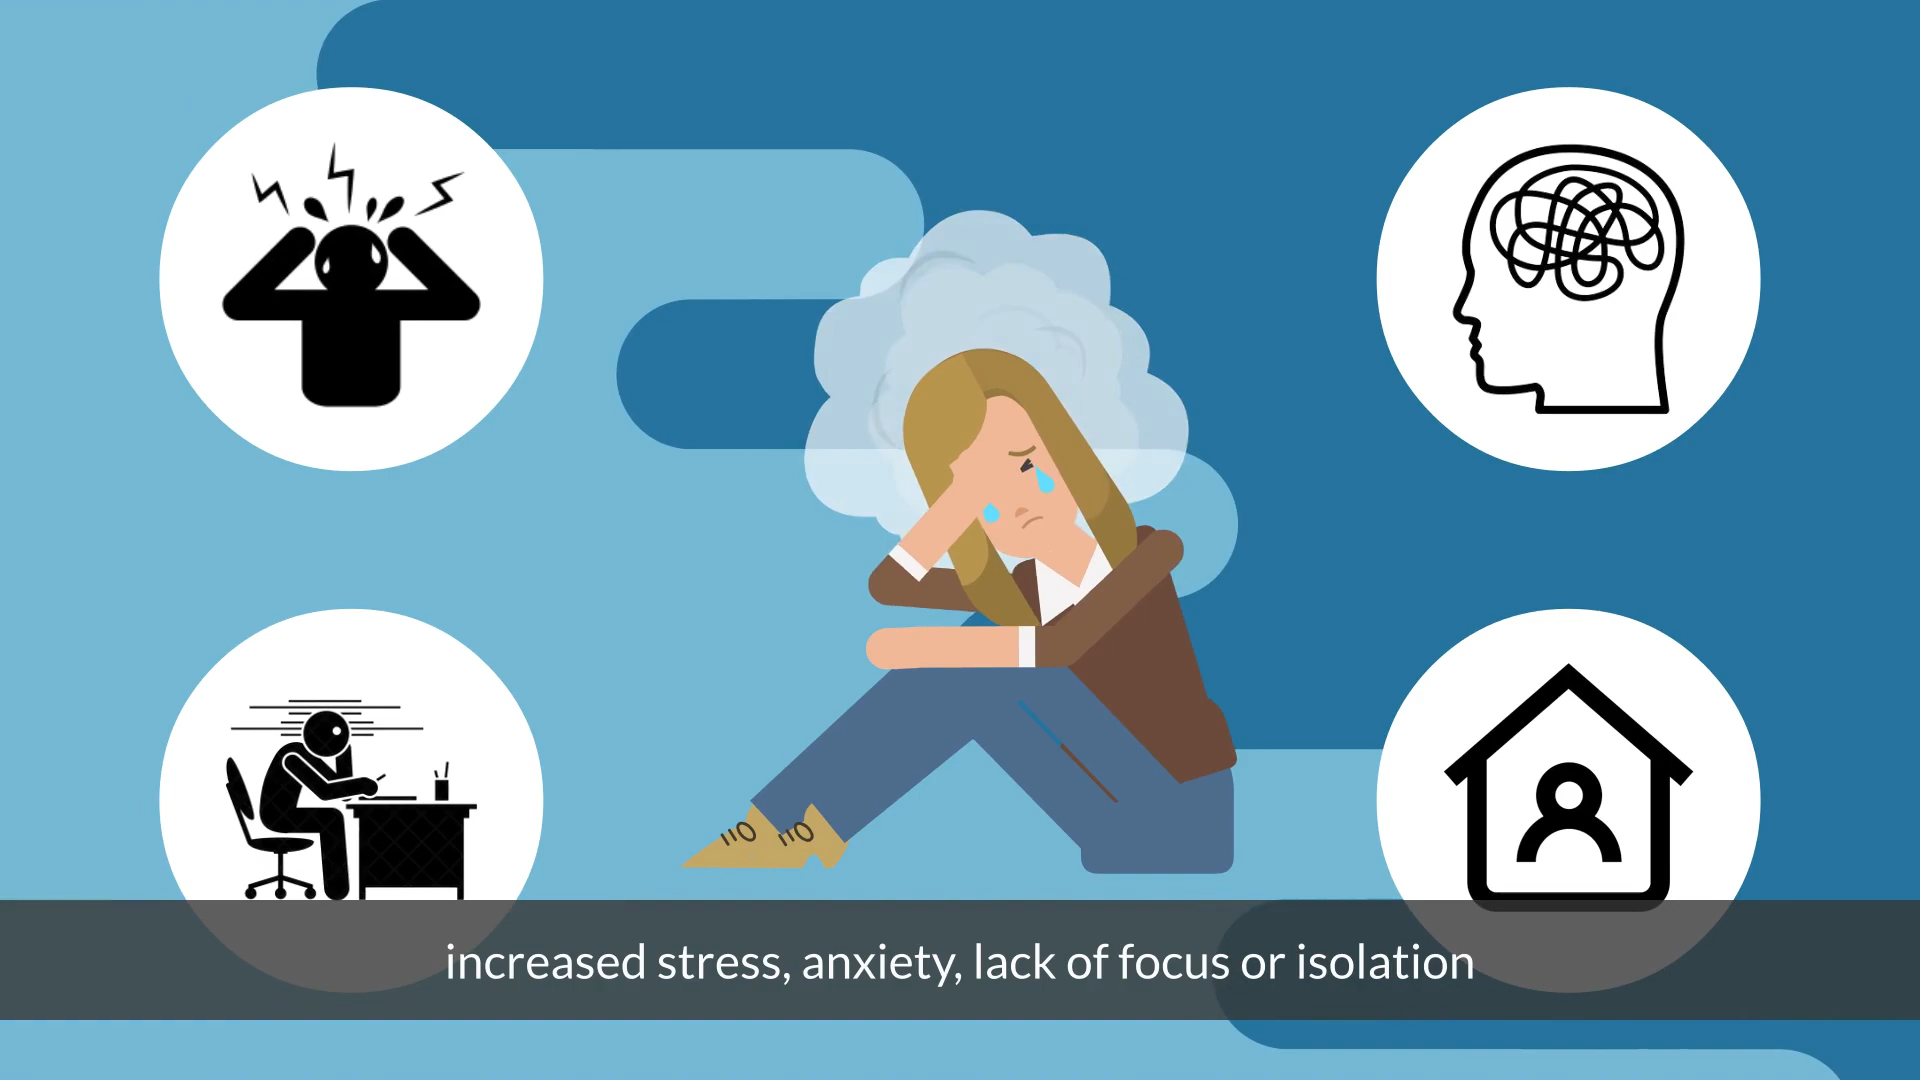 increased stress, anxiety, lack of focus or isolation